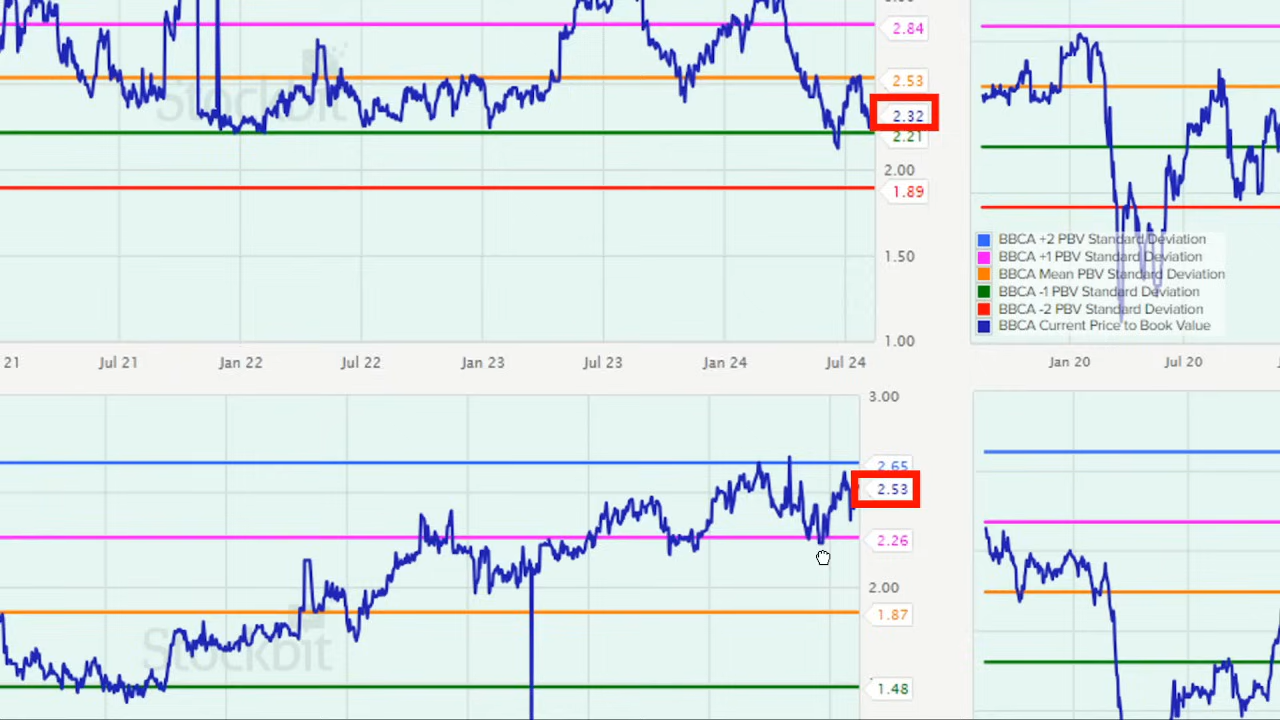 2.84
2.53
2.32
2.21
2.00
1.89
1.50
1.00
21 Jul 21 Jan 22 Jul 22 Jan 23 Jul 23 Jan 24 Jul 24
BBCA +2 PBV Standard Deviation
BBCA +1 PBV Standard Deviation
BBCA Mean PBV Standard Deviation
BBCA -1 PBV Standard Deviation
BBCA -2 PBV Standard Deviation
BBCA Current Price to Book Value
Jan 20 Jul 20
3.00
2.65
2.53
2.26
2.00
1.87
1.48
Stockbit
Stockbit